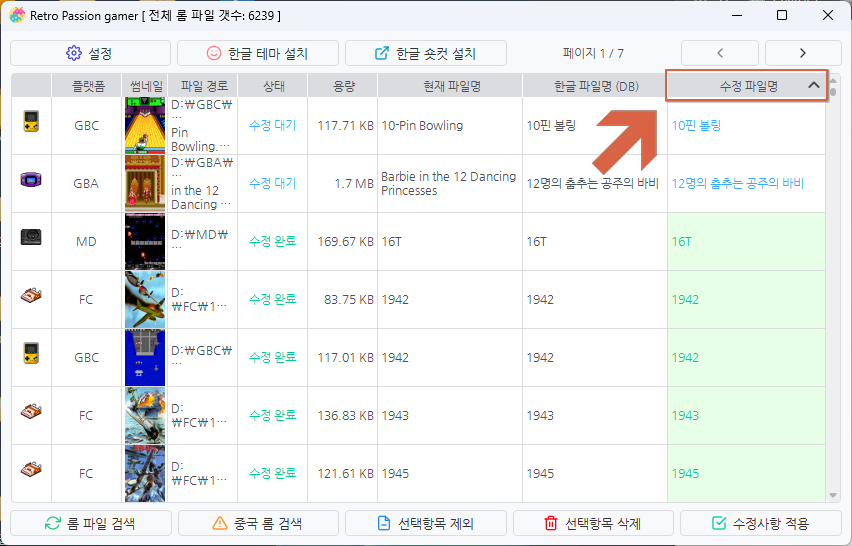 Retro Passion gamer [ 전체 롬 파일 갯수: 6239 ]
설정
한글 테마 설치
한글 숏컷 설치
페이지 1 / 7
플랫폼
썸네일
파일 경로
상태
용량
현재 파일명
한글 파일명 (DB)
수정 파일명
GBC
D:₩GBC₩
…
Pin
Bowling.…
수정 대기
117.71 KB
10-Pin Bowling
10핀 볼링
10핀 볼링
GBA
D:₩GBA₩
…
in the 12
Dancing …
수정 대기
1.7 MB
Barbie in the 12 Dancing
Princesses
12명의 춤추는 공주의 바비
12명의 춤추는 공주의 바비
MD
D:₩MD₩
…
수정 완료
169.67 KB
16T
16T
16T
FC
D:
₩FC₩1…
수정 완료
83.75 KB
1942
1942
1942
GBC
D:₩GBC₩
…
수정 완료
117.01 KB
1942
1942
1942
FC
D:
₩FC₩1…
수정 완료
136.83 KB
1943
1943
1943
FC
D:
₩FC₩1…
수정 완료
121.61 KB
1945
1945
1945
롬 파일 검색
중국 롬 검색
선택항목 제외
선택항목 삭제
수정사항 적용